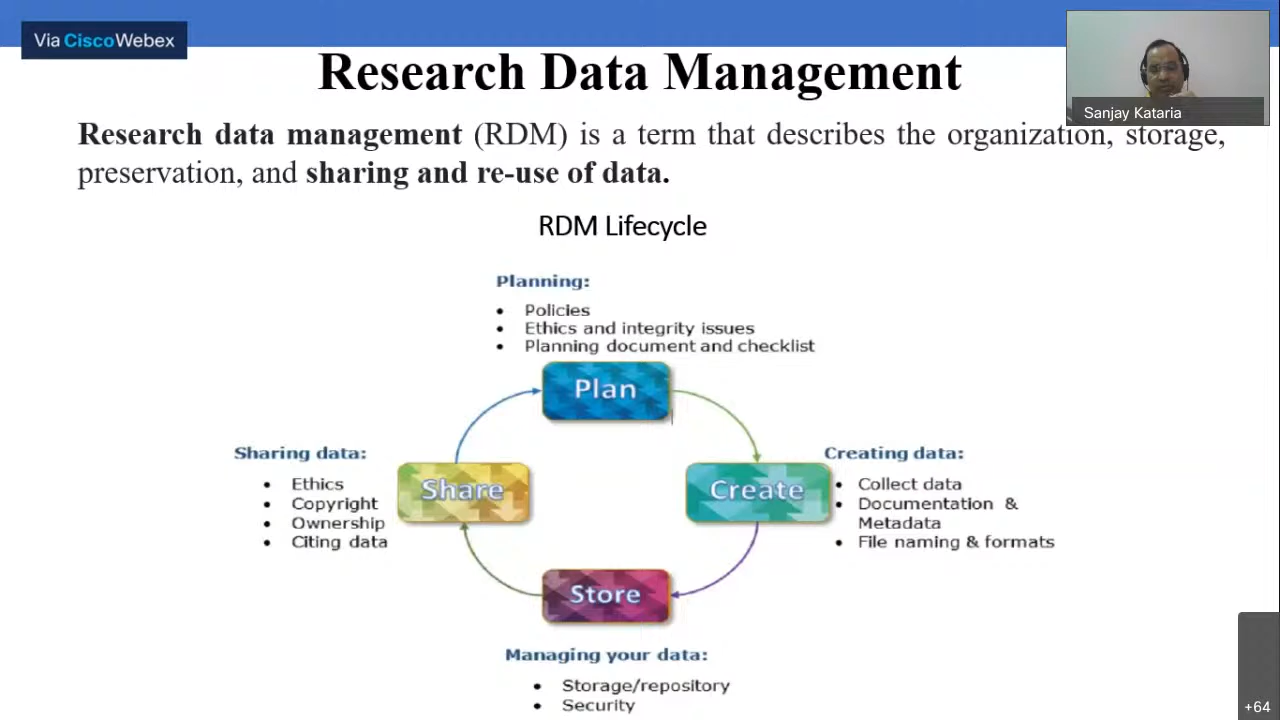 Via CiscoWebex
Research Data Management
Sanjay Kataria
Research data management (RDM) is a term that describes the organization, storage,
preservation, and sharing and re-use of data.
RDM Lifecycle
Planning:
• Policies
• Ethics and integrity issues
• Planning document and checklist
Plan
Sharing data:
• Ethics
• Copyright
• Ownership
• Citing data
Share
Create
Creating data:
• Collect data
• Documentation &
Metadata
• File naming & formats
Store
Managing your data:
• Storage/repository
• Security
+64